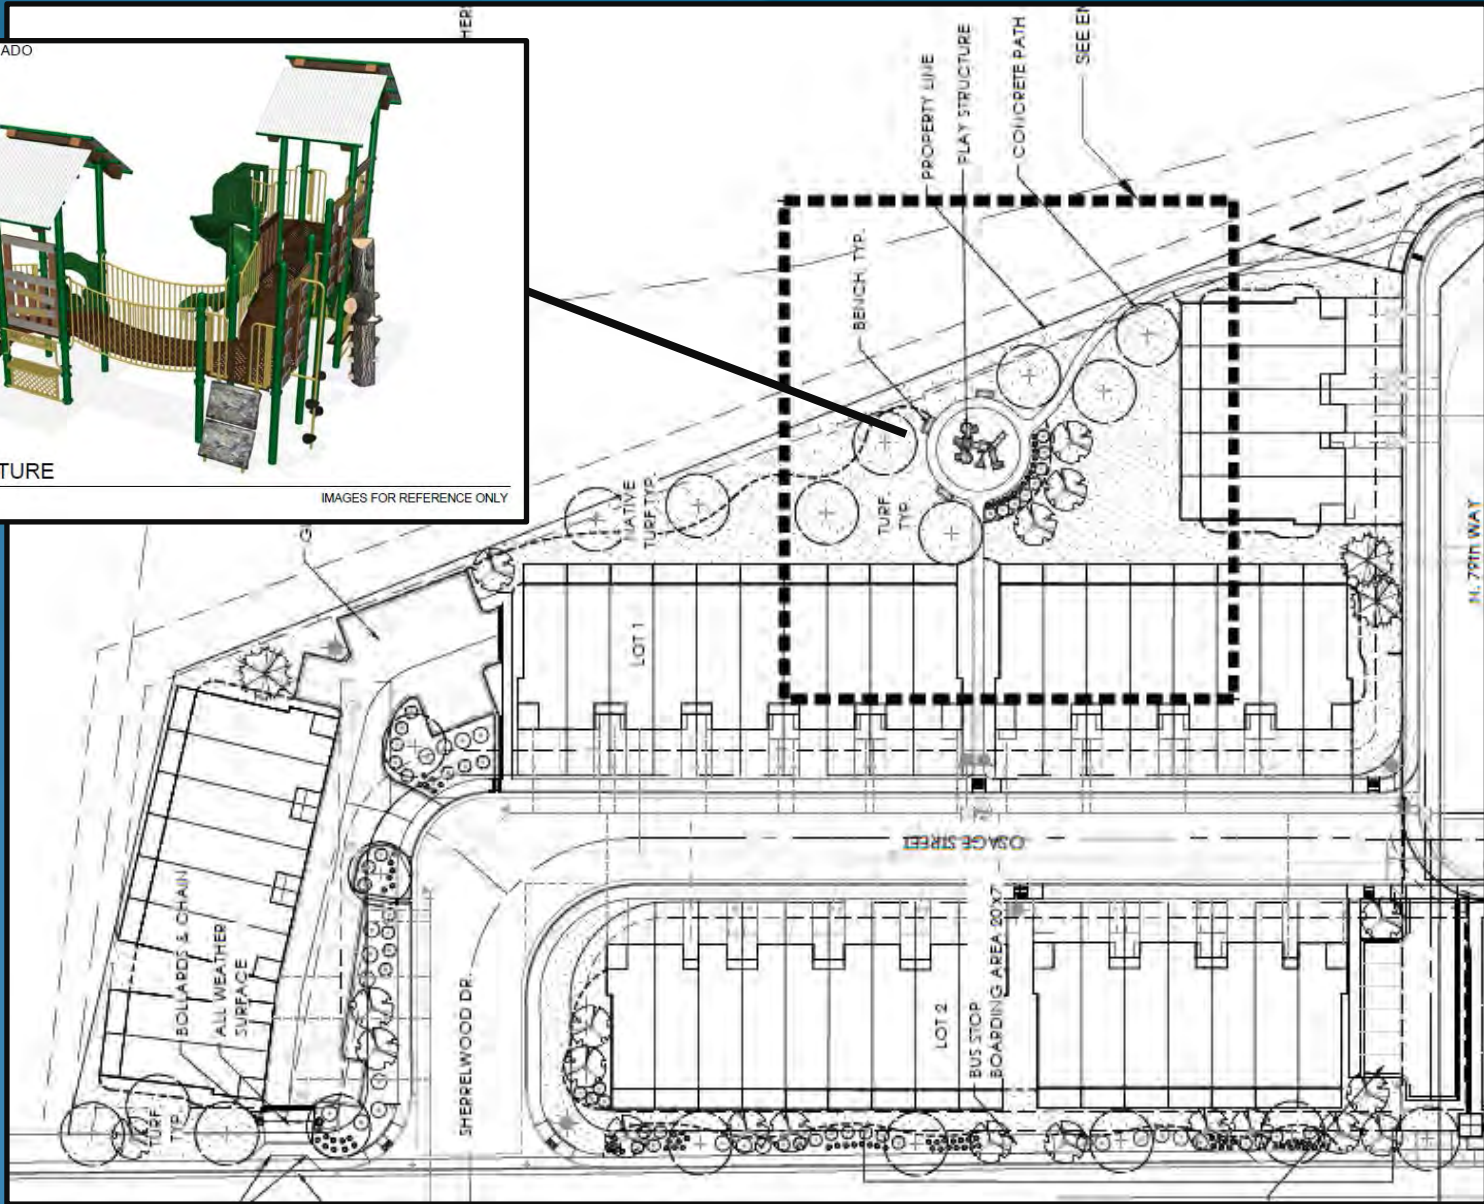 ADO
TURE
IMAGES FOR REFERENCE ONLY
PROPERTY LINE
PLAY STRUCTURE
CONCRETE PATH
SEE EN
BENCH, TYP.
NATIVE
TURF TYP.
TURF,
TYP.
LOT 1
N. 79TH WAY
OSAGE STREET
BOLLARDS & CHAIN
ALL WEATHER
SURFACE
SHERRELWOOD DR.
LOT 2
BUS STOP
BOARDING AREA 20'X7'
TURF
TYP.